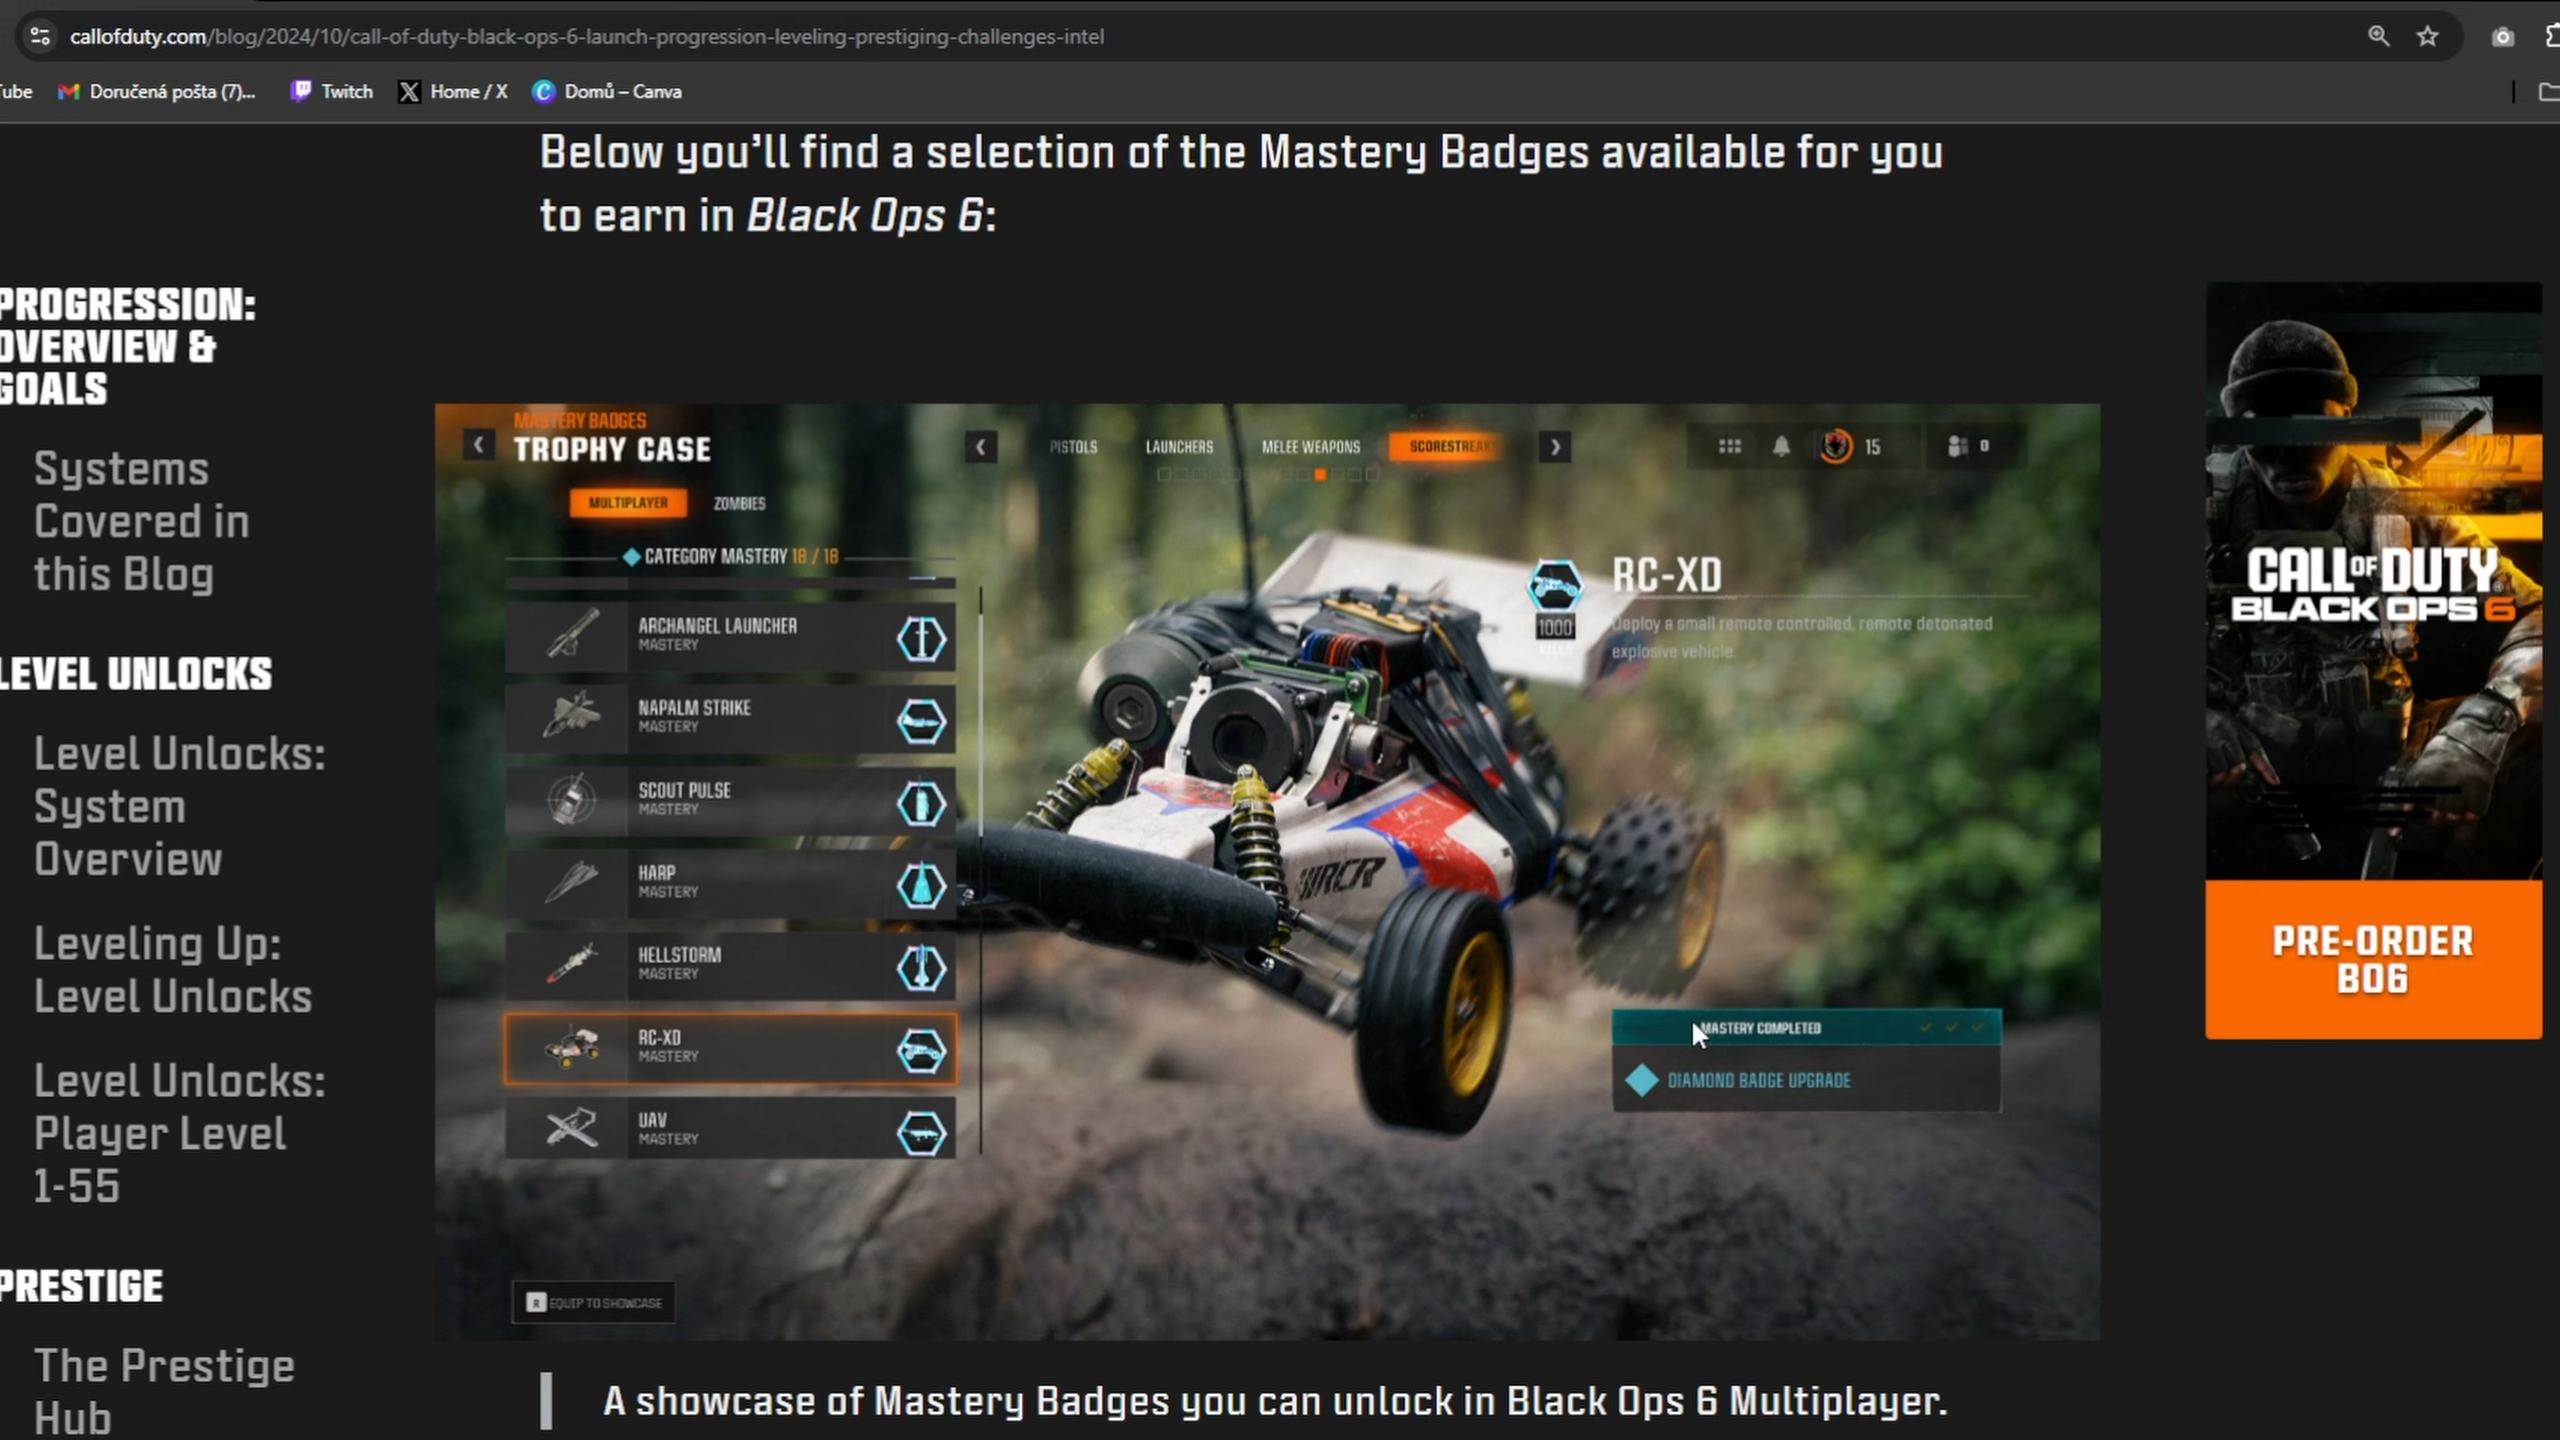 callofduty.com/blog/2024/10/call-of-duty-black-ops-6-launch-progression-leveling-prestiging-challenges-intel
Doručená pošta (7)...
Twitch
Home / X
Domů – Canva
Below you'll find a selection of the Mastery Badges available for you
to earn in Black Ops 6:
PROGRESSION:
OVERVIEW &
GOALS
Systems
Covered in
this Blog
LEVEL UNLOCKS
Level Unlocks:
System
Overview
Leveling Up:
Level Unlocks
Level Unlocks:
Player Level
1-55
PRESTIGE
The Prestige
Hub
MASTERY BADGES
TROPHY CASE
MULTIPLAYER
ZOMBIES
PISTOLS
LAUNCHERS
MELEE WEAPONS
SCORESTREAK
15
0
CATEGORY MASTERY 18 / 18
ARCHANGEL LAUNCHER
MASTERY
NAPALM STRIKE
MASTERY
SCOUT PULSE
MASTERY
HARP
MASTERY
HELLSTORM
MASTERY
RC-XD
MASTERY
UAV
MASTERY
RC-XD
1000
KILLS
Deploy a small remote controlled, remote detonated
explosive vehicle.
MASTERY COMPLETED
DIAMOND BADGE UPGRADE
R EQUIP TO SHOWCASE
A showcase of Mastery Badges you can unlock in Black Ops 6 Multiplayer.
CALL OF DUTY
BLACK OPS 6
PRE-ORDER
BO6